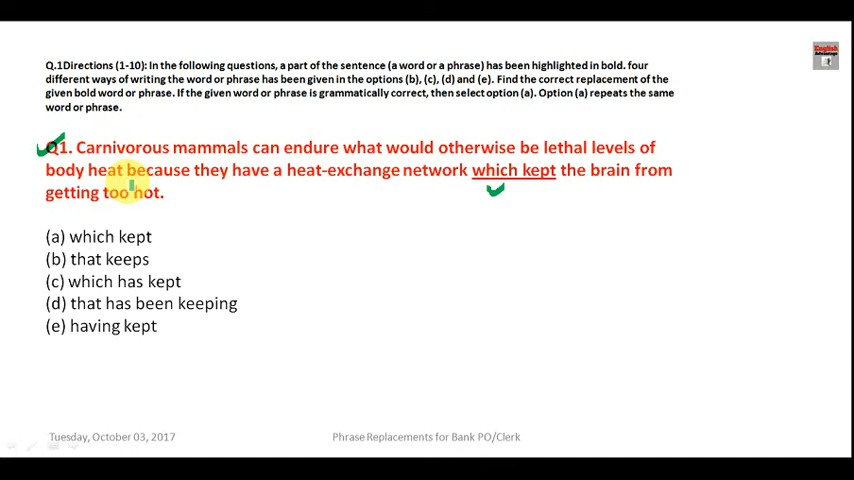 English
Advantage
Q.1Directions (1-10): In the following questions, a part of the sentence (a word or a phrase) has been highlighted in bold. four
different ways of writing the word or phrase has been given in the options (b), (c), (d) and (e). Find the correct replacement of the
given bold word or phrase. If the given word or phrase is grammatically correct, then select option (a). Option (a) repeats the same
word or phrase.
Q1. Carnivorous mammals can endure what would otherwise be lethal levels of
body heat because they have a heat-exchange network which kept the brain from
getting too hot.
(a) which kept
(b) that keeps
(c) which has kept
(d) that has been keeping
(e) having kept
Tuesday, October 03, 2017
Phrase Replacements for Bank PO/Clerk